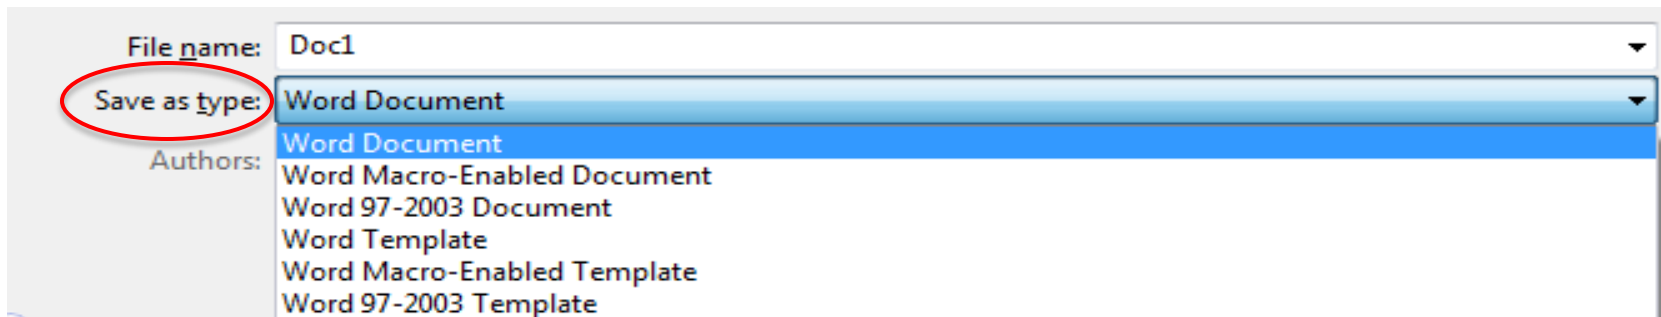 File name: Doc1
Save as type: Word Document
Authors:
Word Document
Word Macro-Enabled Document
Word 97-2003 Document
Word Template
Word Macro-Enabled Template
Word 97-2003 Template